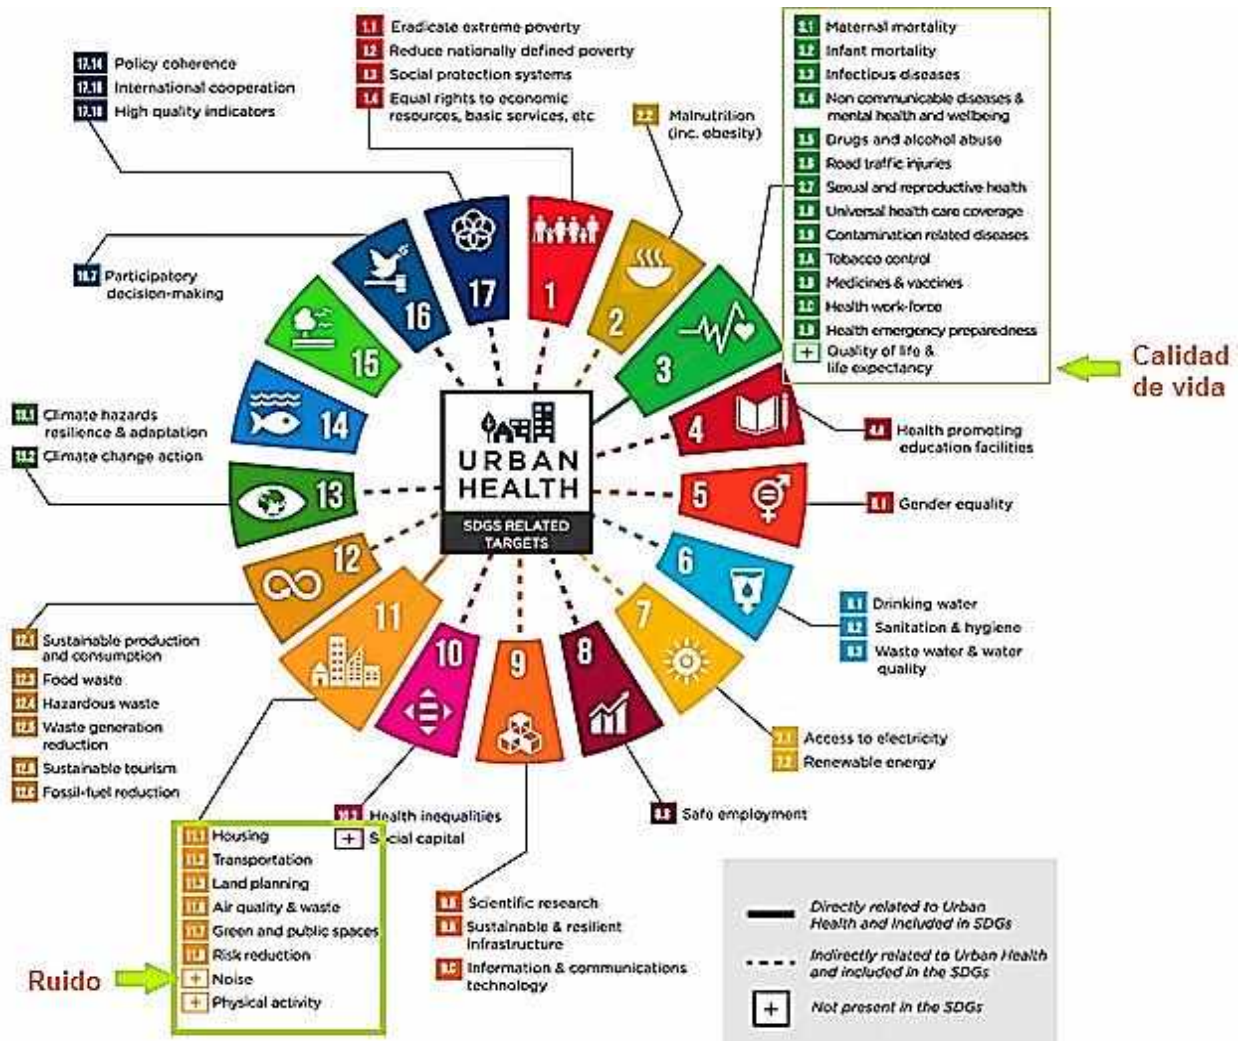 1.1 Eradicate extreme poverty
1.2 Reduce nationally defined poverty
1.3 Social protection systems
1.4 Equal rights to economic
resources, basic services, etc
17.14 Policy coherence
17.16 International cooperation
17.18 High quality indicators
2.2 Malnutrition
(inc. obesity)
3.1 Maternal mortality
3.2 Infant mortality
3.3 Infectious diseases
3.4 Non communicable diseases &
mental health and wellbeing
3.5 Drugs and alcohol abuse
3.6 Road traffic injuries
3.7 Sexual and reproductive health
3.8 Universal health care coverage
3.9 Contamination related diseases
3.A Tobacco control
3.B Medicines & vaccines
3.C Health work-force
3.D Health emergency preparedness
+ Quality of life &
life expectancy
Calidad
de vida
16.7 Participatory
decision-making
17
1
16
2
15
3
14
4
13
5
12
6
11
7
10
9
8
URBAN
HEALTH
SDGS RELATED
TARGETS
13.1 Climate hazards
resilience & adaptation
13.2 Climate change action
4.A Health promoting
education facilities
Gender equality
6.1 Drinking water
6.2 Sanitation & hygiene
6.3 Waste water & water
quality
12.1 Sustainable production
and consumption
12.3 Food waste
12.4 Hazardous waste
12.5 Waste generation
reduction
12.B Sustainable tourism
12.C Fossil-fuel reduction
7.1 Access to electricity
7.2 Renewable energy
8.8 Safe employment
Health inequalities
+ Social capital
11.1 Housing
11.2 Transportation
11.3 Land planning
11.6 Air quality & waste
11.7 Green and public spaces
Risk reduction
+ Noise
+ Physical activity
Ruido
9.5 Scientific research
Sustainable & resilient
infrastructure
9.C Information & communications
technology
Directly related to Urban
Health and included in SDGs
Indirectly related to Urban Health
and included in the SDGs
+ Not present in the SDGs